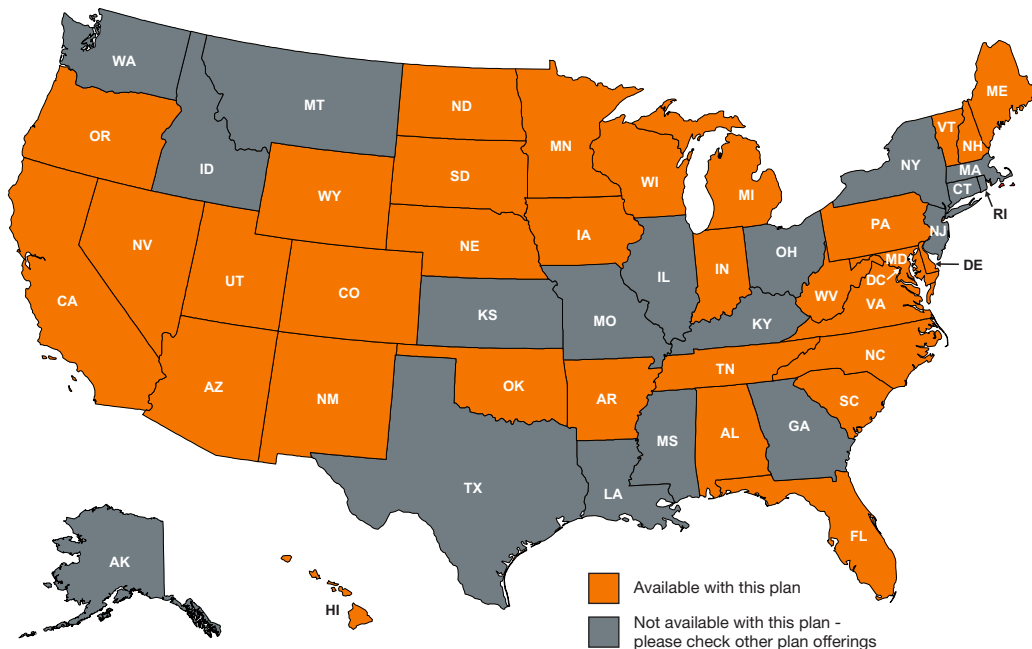 WA
MT
ND
ME
OR
MN
VT
NH
ID
SD
WI
NY
MA
WY
MI
CT
RI
NV
NE
IA
PA
NJ
UT
IL
IN
OH
MD
DE
CA
CO
DC
WV
VA
KS
MO
KY
AZ
NM
OK
AR
TN
NC
SC
MS
AL
GA
TX
LA
FL
AK
HI
Available with this plan
Not available with this plan -
please check other plan offerings